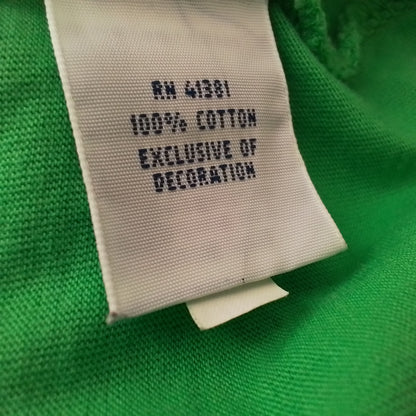 RN 41381
100% COTTON
EXCLUSIVE OF
DECORATION